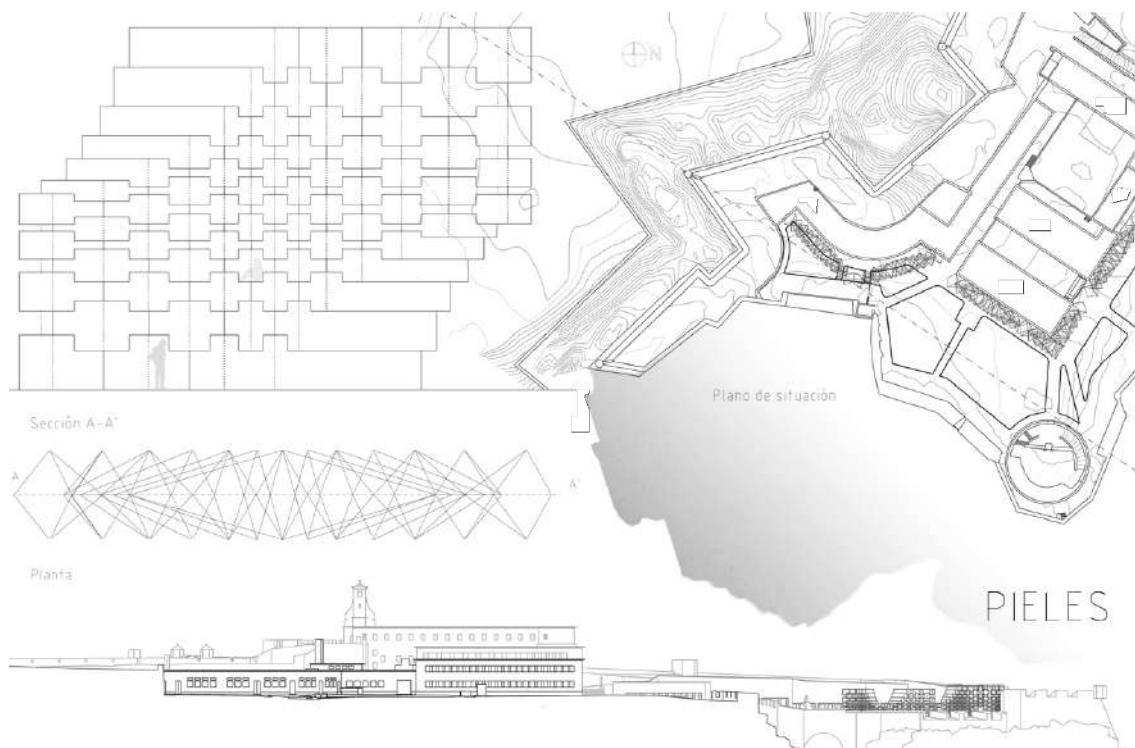 N
Plano de situación
Sección A-A'
A
A'
Planta
PIELES